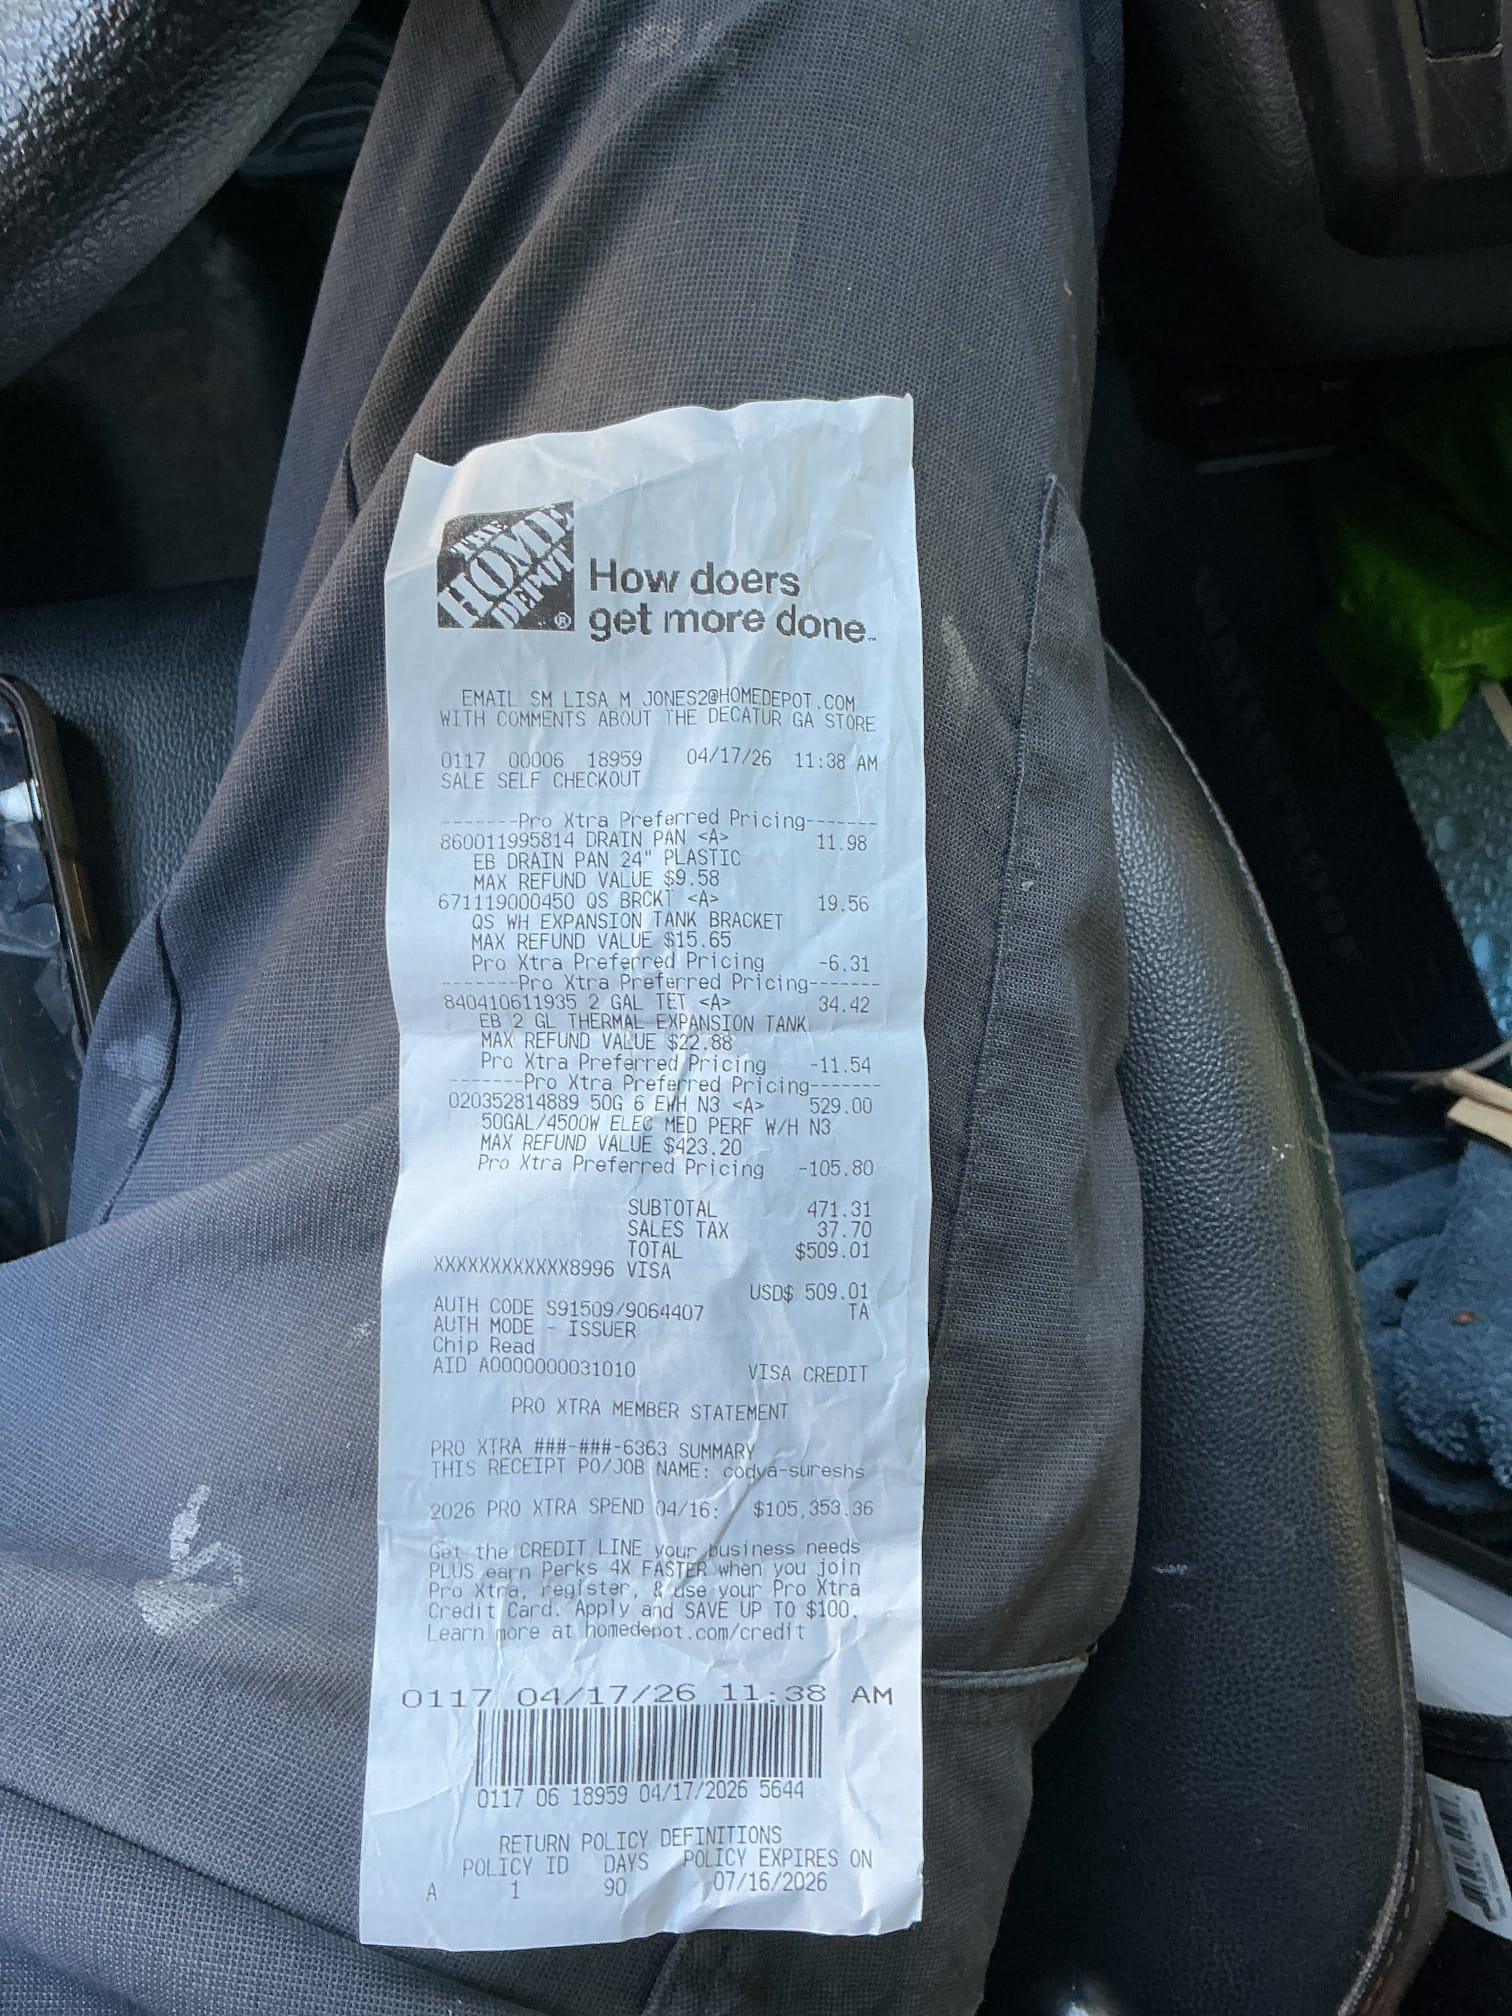 THE
HOME
DEPOT
®
How doers
get more done™
EMAIL SM LISA_M_JONES2@HOMEDEPOT.COM
WITH COMMENTS ABOUT THE DECATUR GA STORE
0117 00006 18959 04/17/26 11:38 AM
SALE SELF CHECKOUT
-------Pro Xtra Preferred Pricing-------
860011995814 DRAIN PAN <A> 11.98
EB DRAIN PAN 24" PLASTIC
MAX REFUND VALUE $9.58
671119000450 QS BRCKT <A> 19.56
QS WH EXPANSION TANK BRACKET
MAX REFUND VALUE $15.65
Pro Xtra Preferred Pricing -6.31
-------Pro Xtra Preferred Pricing-------
840410611935 2 GAL TET <A> 34.42
EB 2 GL THERMAL EXPANSION TANK
MAX REFUND VALUE $22.88
Pro Xtra Preferred Pricing -11.54
-------Pro Xtra Preferred Pricing-------
020352814889 50G 6 EWH N3 <A> 529.00
50GAL/4500W ELEC MED PERF W/H N3
MAX REFUND VALUE $423.20
Pro Xtra Preferred Pricing -105.80
SUBTOTAL 471.31
SALES TAX 37.70
TOTAL $509.01
XXXXXXXXXXXX8996 VISA
USD$ 509.01
AUTH CODE S91509/9064407 TA
AUTH MODE - ISSUER
Chip Read
AID A0000000031010 VISA CREDIT
PRO XTRA MEMBER STATEMENT
PRO XTRA ###-###-6363 SUMMARY
THIS RECEIPT PO/JOB NAME: codya-sureshs
2026 PRO XTRA SPEND 04/16: $105,353.36
Get the CREDIT LINE your business needs
PLUS earn Perks 4X FASTER when you join
Pro Xtra, register, & use your Pro Xtra
Credit Card. Apply and SAVE UP TO $100.
Learn more at homedepot.com/credit
0117 04/17/26 11:38 AM
0117 06 18959 04/17/2026 5644
RETURN POLICY DEFINITIONS
POLICY ID DAYS POLICY EXPIRES ON
A 1 90 07/16/2026